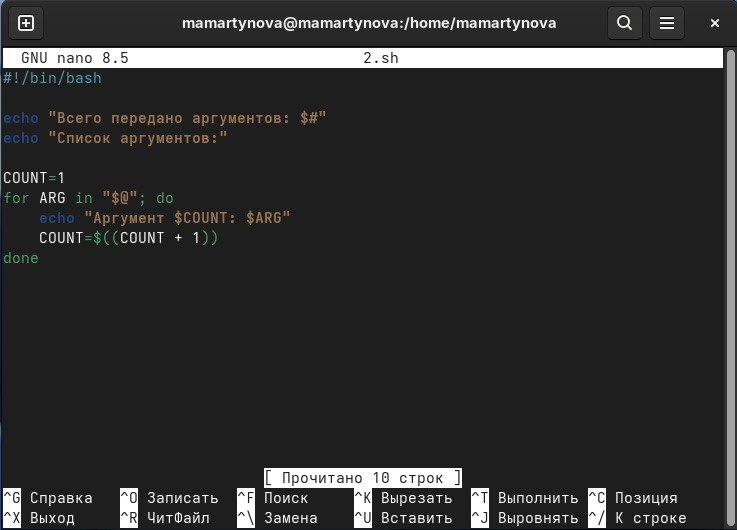 mamartynova@mamartynova:/home/mamartynova
GNU nano 8.5 2.sh
#!/bin/bash
echo "Всего передано аргументов: $#"
echo "Список аргументов:"
COUNT=1
for ARG in "$@"; do
    echo "Аргумент $COUNT: $ARG"
    COUNT=$((COUNT + 1))
done
[ Прочитано 10 строк ]
^G Справка ^O Записать ^F Поиск ^K Вырезать ^T Выполнить ^C Позиция
^X Выход ^R ЧитФайл ^\ Замена ^U Вставить ^J Выровнять ^/ К строке